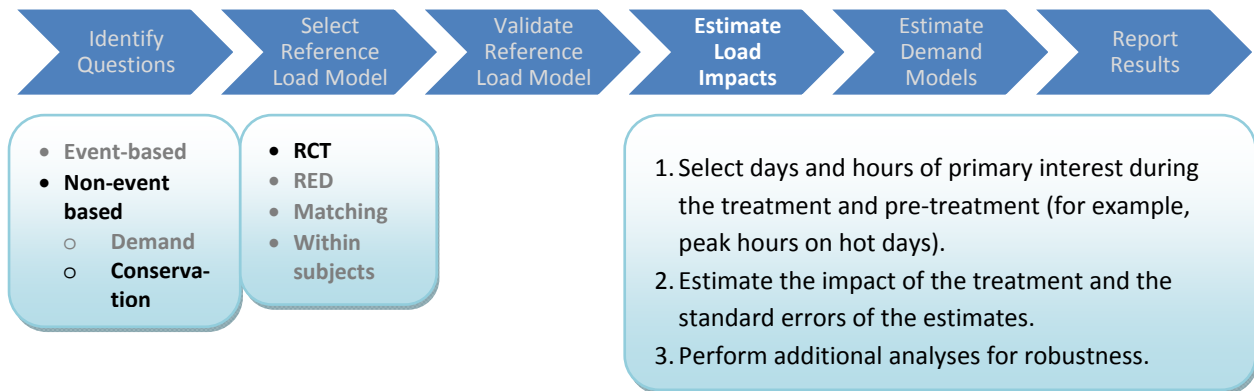 Identify
Questions
Select
Reference
Load Model
Validate
Reference
Load Model
Estimate
Load
Impacts
Estimate
Demand
Models
Report
Results
• Event-based
• Non-event
based
o Demand
o Conserva-
tion
• RCT
• RED
• Matching
• Within
subjects
1. Select days and hours of primary interest during
the treatment and pre-treatment (for example,
peak hours on hot days).
2. Estimate the impact of the treatment and the
standard errors of the estimates.
3. Perform additional analyses for robustness.